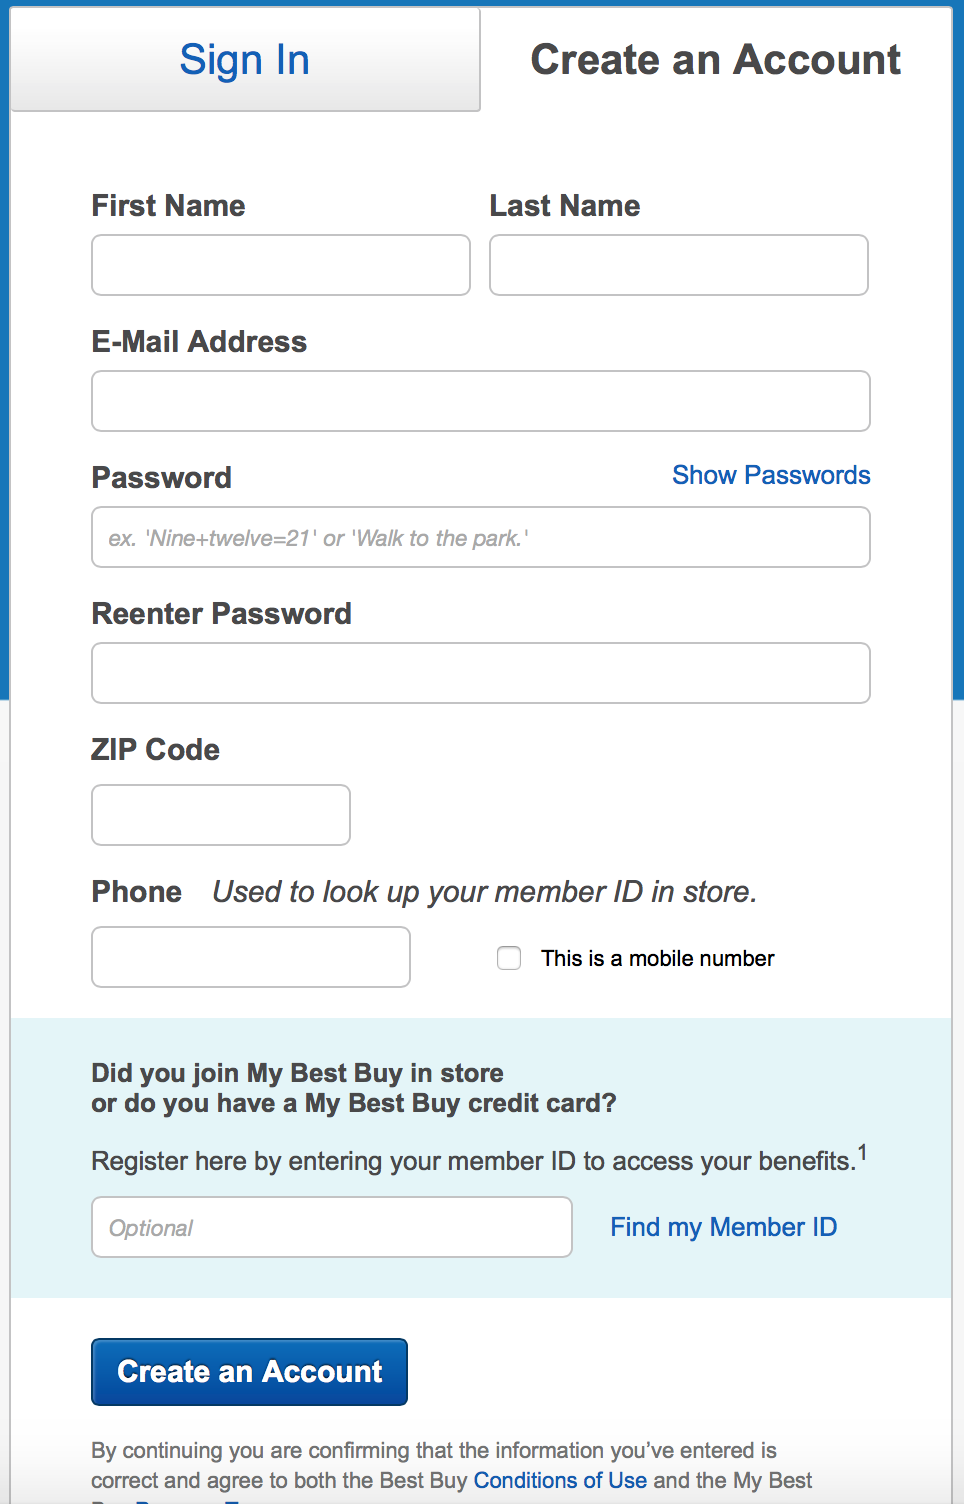 Sign In
Create an Account
First Name
Last Name
E-Mail Address
Password
Show Passwords
ex. 'Nine+twelve=21' or 'Walk to the park.'
Reenter Password
ZIP Code
Phone Used to look up your member ID in store.
This is a mobile number
Did you join My Best Buy in store
or do you have a My Best Buy credit card?
Register here by entering your member ID to access your benefits.1
Optional
Find my Member ID
Create an Account
By continuing you are confirming that the information you’ve entered is
correct and agree to both the Best Buy Conditions of Use and the My Best